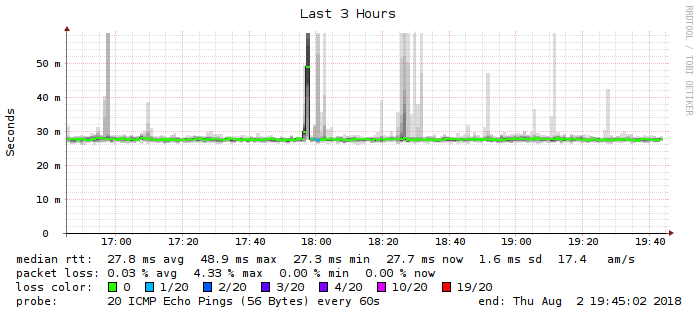 Last 3 Hours
RRDTOOL / TOBI OETIKER
Seconds
50 m
40 m
30 m
20 m
10 m
0
17:00 17:20 17:40 18:00 18:20 18:40 19:00 19:20 19:40
median rtt: 27.8 ms avg 48.9 ms max 27.3 ms min 27.7 ms now 1.6 ms sd 17.4 am/s
packet loss: 0.03 % avg 4.33 % max 0.00 % min 0.00 % now
loss color: 0 1/20 2/20 3/20 4/20 10/20 19/20
probe: 20 ICMP Echo Pings (56 Bytes) every 60s end: Thu Aug 2 19:45:02 2018